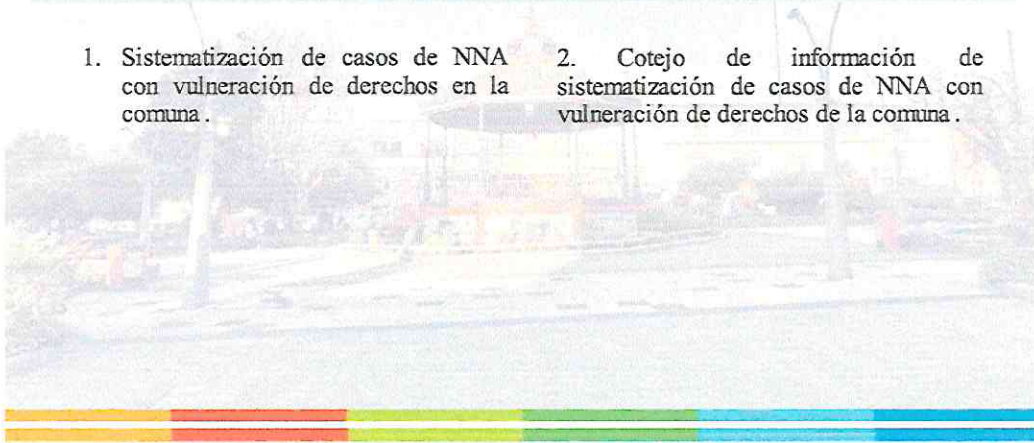 1. Sistematización de casos de NNA
con vulneración de derechos en la
comuna.
2. Cotejo de información de
sistematización de casos de NNA con
vulneración de derechos de la comuna.